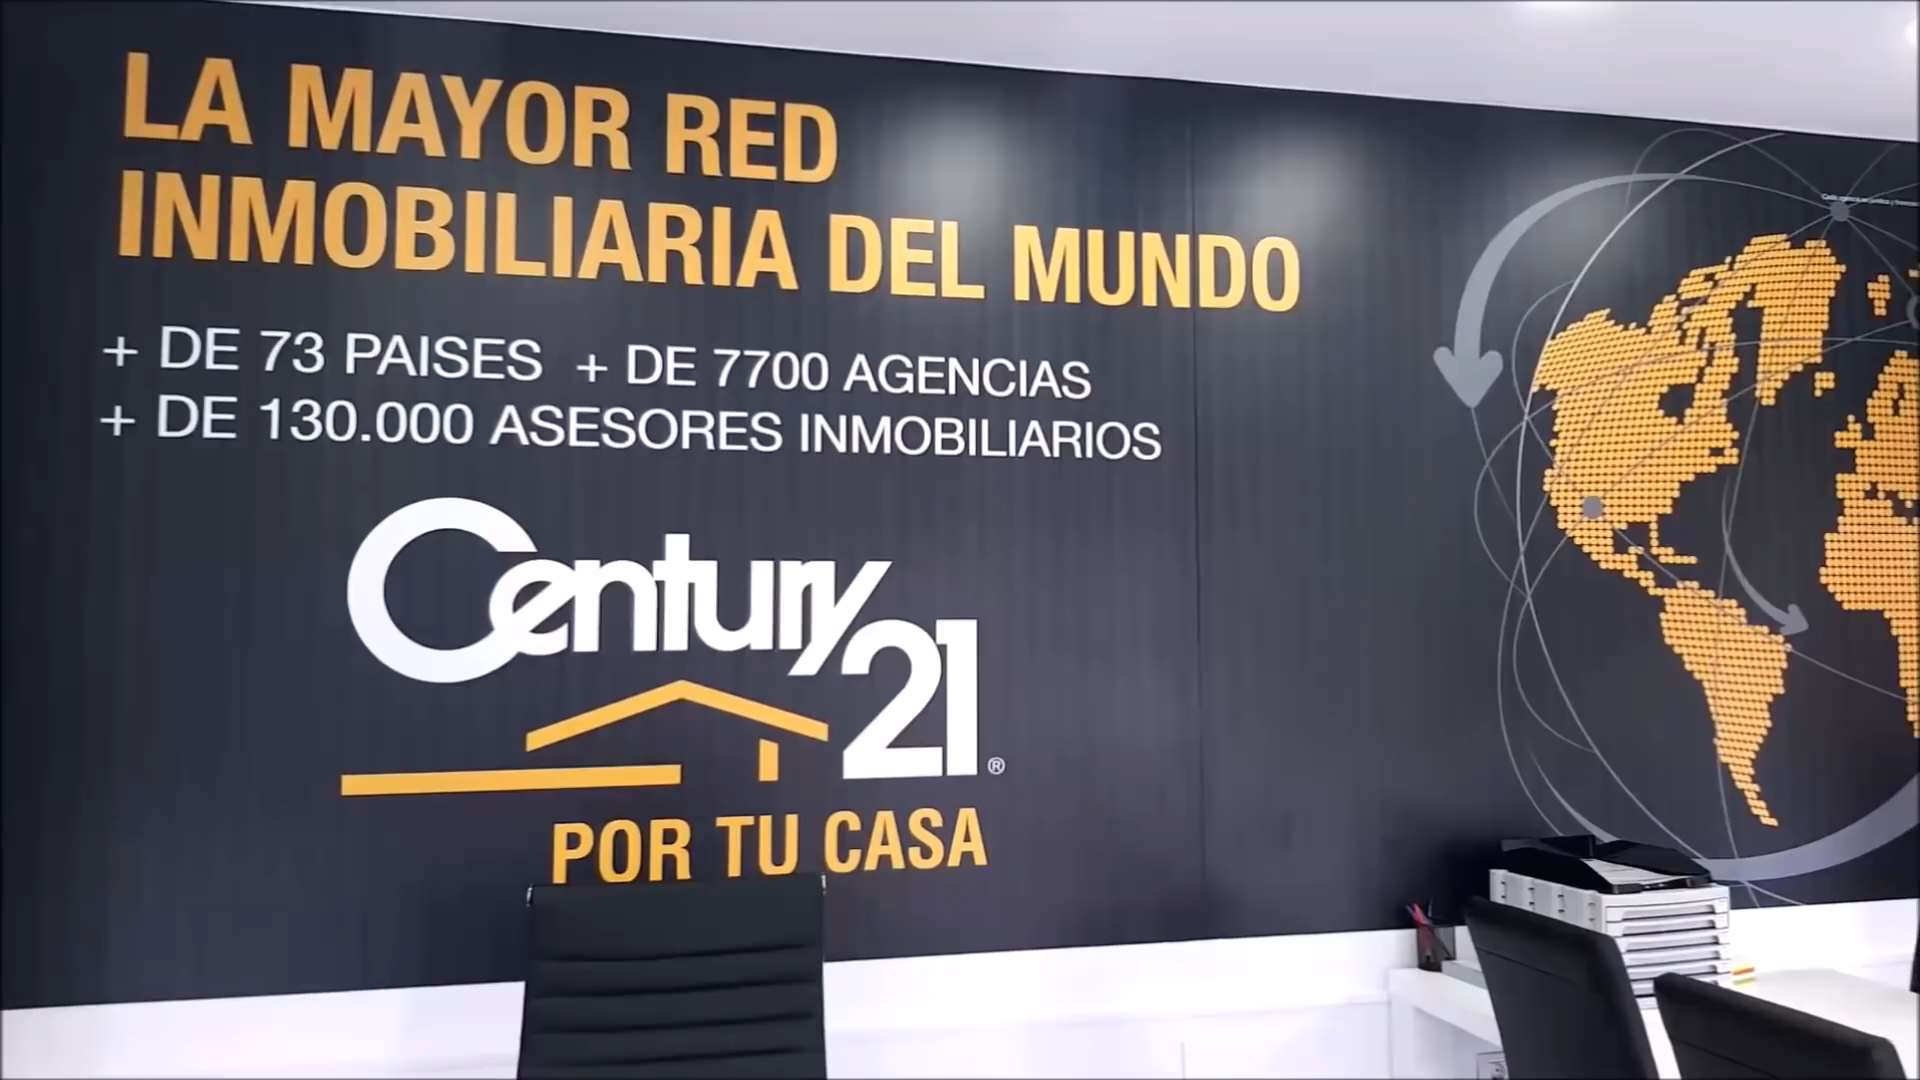 LA MAYOR RED
INMOBILIARIA DEL MUNDO
+ DE 73 PAISES + DE 7700 AGENCIAS
+ DE 130.000 ASESORES INMOBILIARIOS
Century 21®
POR TU CASA